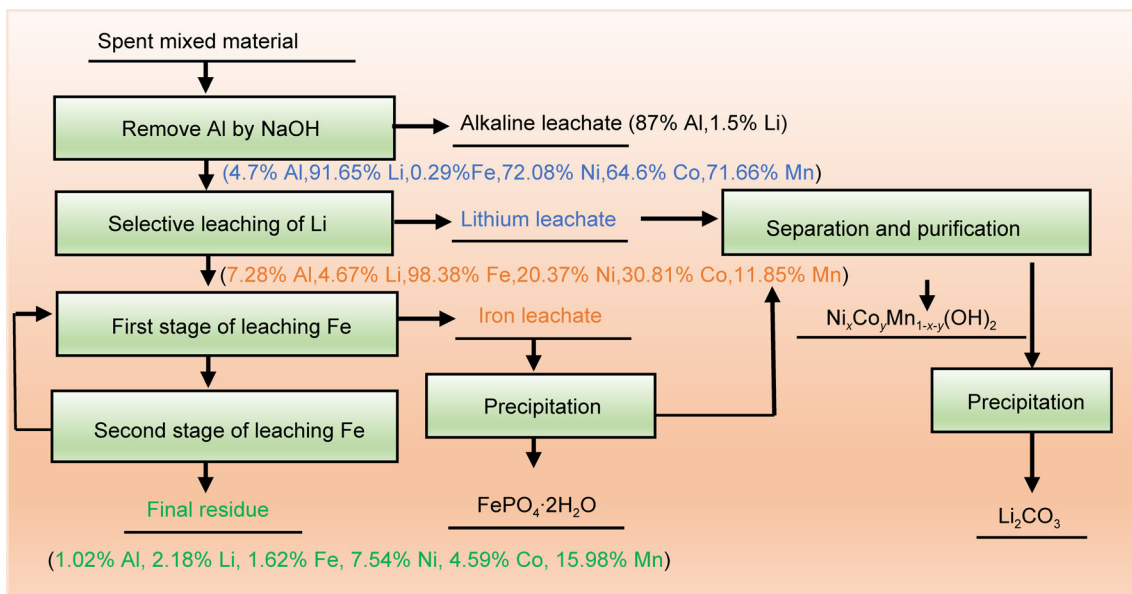 Spent mixed material
Remove Al by NaOH
Alkaline leachate (87% Al,1.5% Li)
(4.7% Al,91.65% Li,0.29%Fe,72.08% Ni,64.6% Co,71.66% Mn)
Selective leaching of Li
Lithium leachate
Separation and purification
(7.28% Al,4.67% Li,98.38% Fe,20.37% Ni,30.81% Co,11.85% Mn)
First stage of leaching Fe
Iron leachate
NiₓCoᵧMn₁₋ₓ₋ᵧ(OH)₂
Second stage of leaching Fe
Precipitation
Precipitation
Final residue
FePO₄·2H₂O
Li₂CO₃
(1.02% Al, 2.18% Li, 1.62% Fe, 7.54% Ni, 4.59% Co, 15.98% Mn)